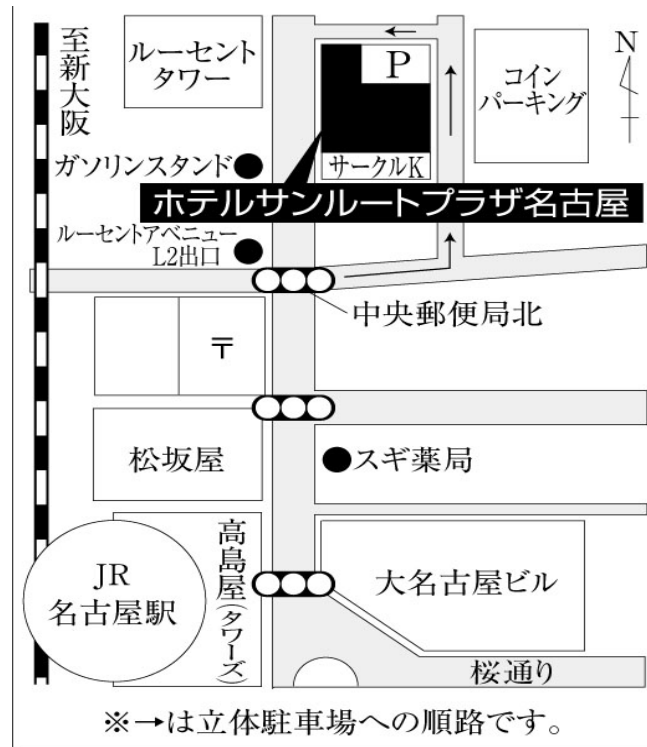 至新大阪
ルーセント
タワー
P
コイン
パーキング
N
ガソリンスタンド
サークルK
ホテルサンルートプラザ名古屋
ルーセントアベニュー
L2出口
中央郵便局北
〒
松坂屋
スギ薬局
高島屋(タワーズ)
JR
名古屋駅
大名古屋ビル
桜通り
※→は立体駐車場への順路です。